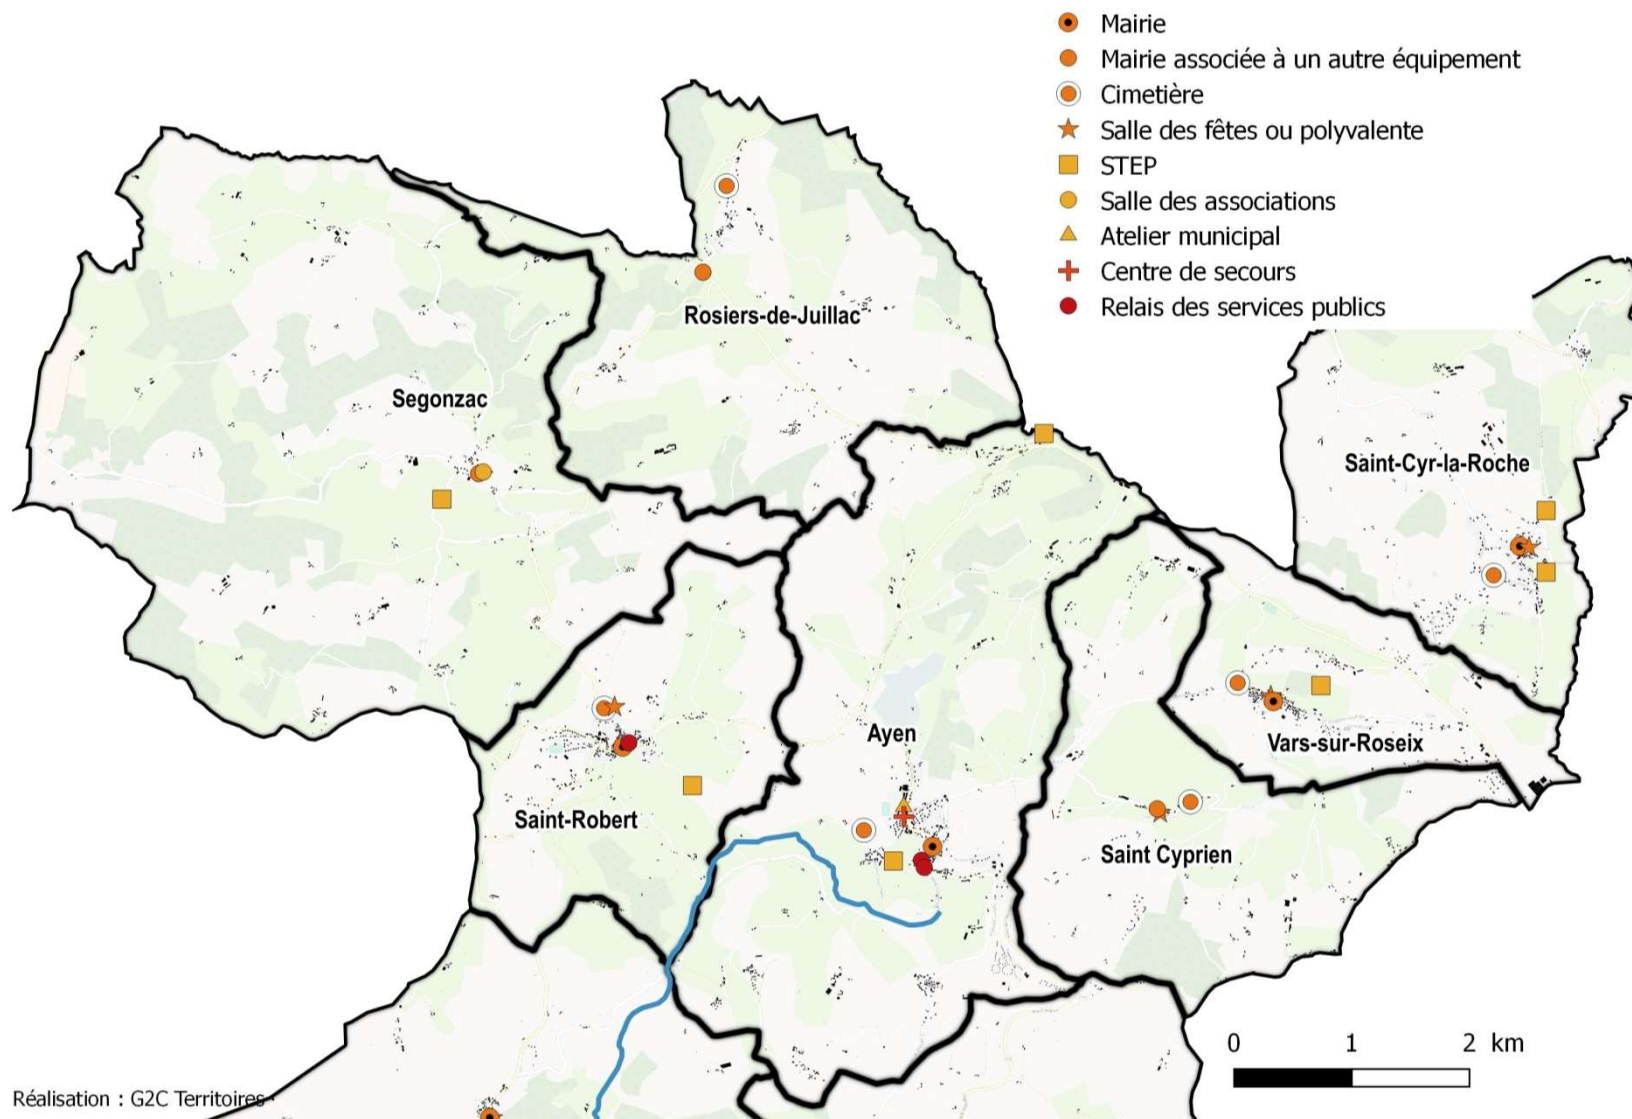 Mairie
Mairie associée à un autre équipement
Cimetière
Salle des fêtes ou polyvalente
STEP
Salle des associations
Atelier municipal
Centre de secours
Relais des services publics
Rosiers-de-Juillac
Segonzac
Saint-Cyr-la-Roche
Ayen
Vars-sur-Roseix
Saint-Robert
Saint Cyprien
0 1 2 km
Réalisation : G2C Territoires